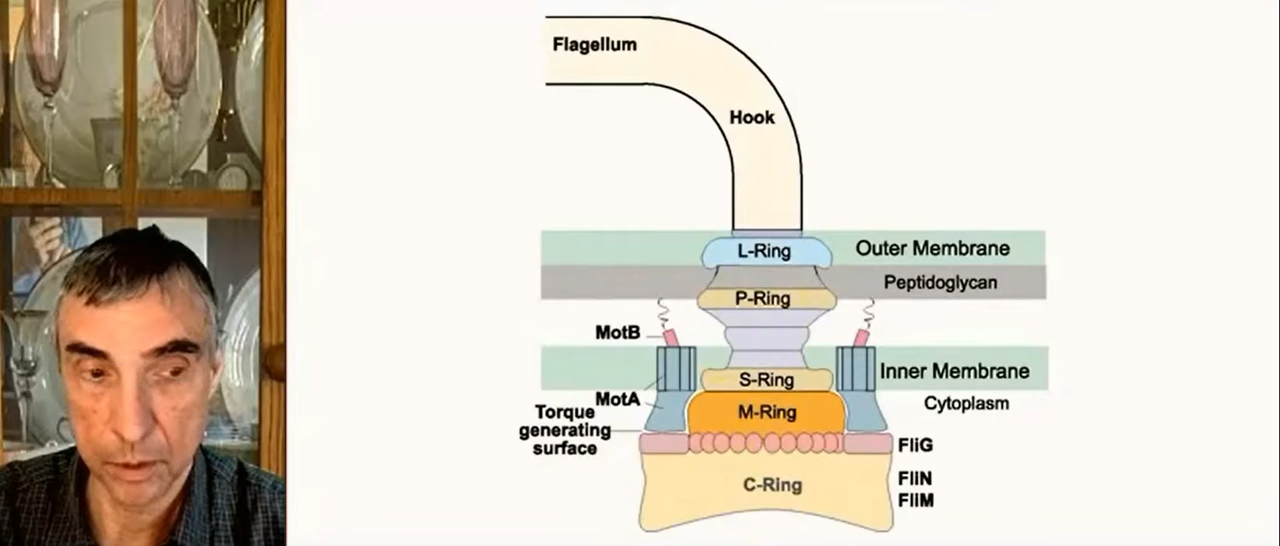 Flagellum
Hook
L-Ring
Outer Membrane
Peptidoglycan
P-Ring
MotB
Inner Membrane
S-Ring
MotA
Cytoplasm
M-Ring
Torque
generating
surface
FliG
C-Ring
FliN
FliM